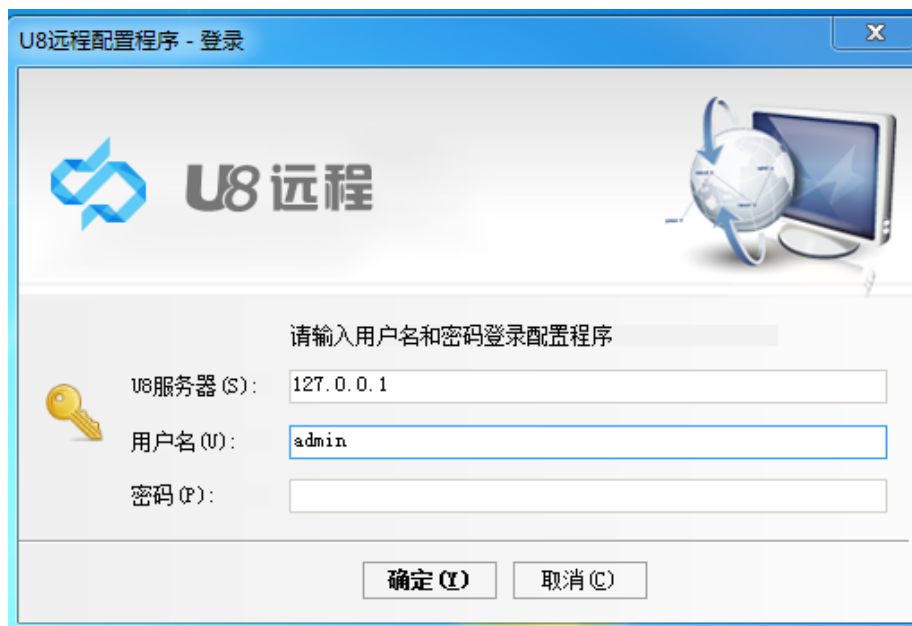 U8远程配置程序 - 登录
U8远程
请输入用户名和密码登录配置程序
U8服务器(S):
127.0.0.1
用户名(U):
admin
密码(P):
确定(Y)
取消(C)